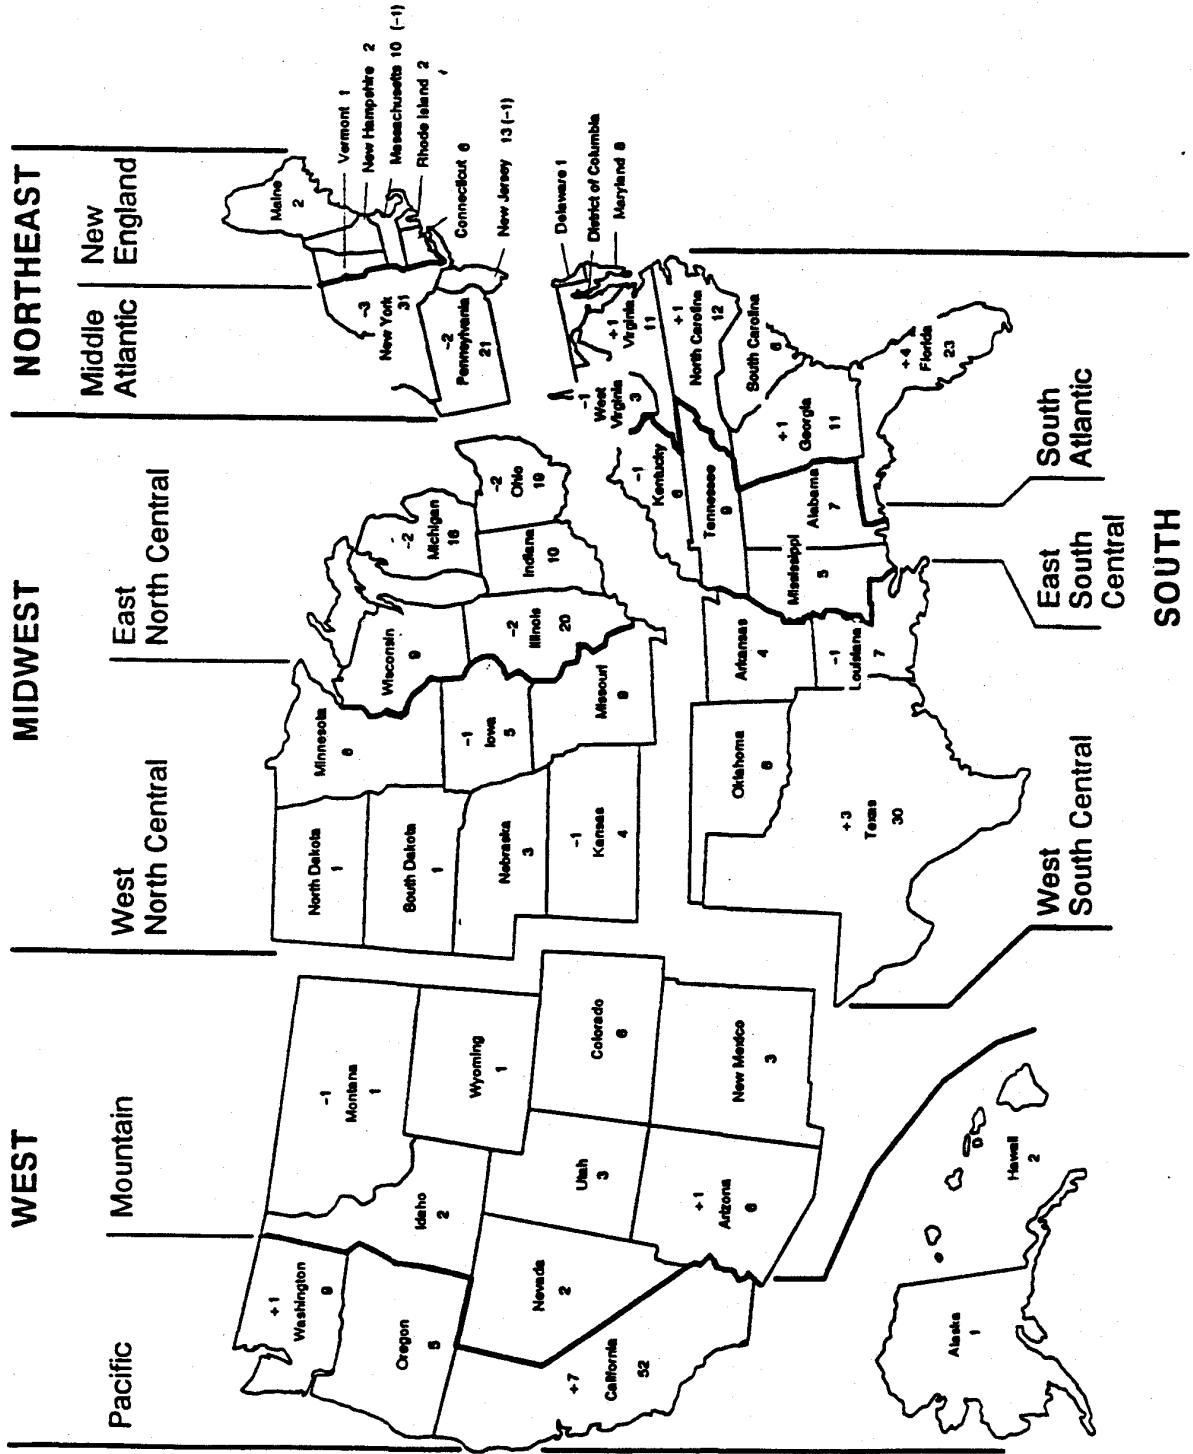 WEST
MIDWEST
NORTHEAST
Pacific
Mountain
West
North Central
East
North Central
Middle
Atlantic
New
England
+1
Washington
9
Oregon
5
+7
California
52
Nevada
2
Idaho
2
-1
Montana
1
Wyoming
1
Utah
3
Colorado
6
+1
Arizona
6
New Mexico
3
Alaska
1
Hawaii
2
North Dakota
1
South Dakota
1
Nebraska
3
-1
Kansas
4
Minnesota
8
-1
Iowa
5
Missouri
9
Wisconsin
9
-2
Illinois
20
-2
Michigan
16
Indiana
10
-2
Ohio
19
-3
New York
31
-2
Pennsylvania
21
Maine
2
Vermont 1
New Hampshire 2
Massachusetts 10 (-1)
Rhode Island 2
Connecticut 6
New Jersey 13 (-1)
Delaware 1
District of Columbia
Maryland 8
-1
West
Virginia
3
+1
Virginia
11
+1
North Carolina
12
South Carolina
6
+1
Georgia
11
+4
Florida
23
-1
Kentucky
6
Tennessee
9
Alabama
7
Mississippi
5
Arkansas
4
-1
Louisiana
7
Oklahoma
6
+3
Texas
30
West
South Central
East
South
Central
South
Atlantic
SOUTH